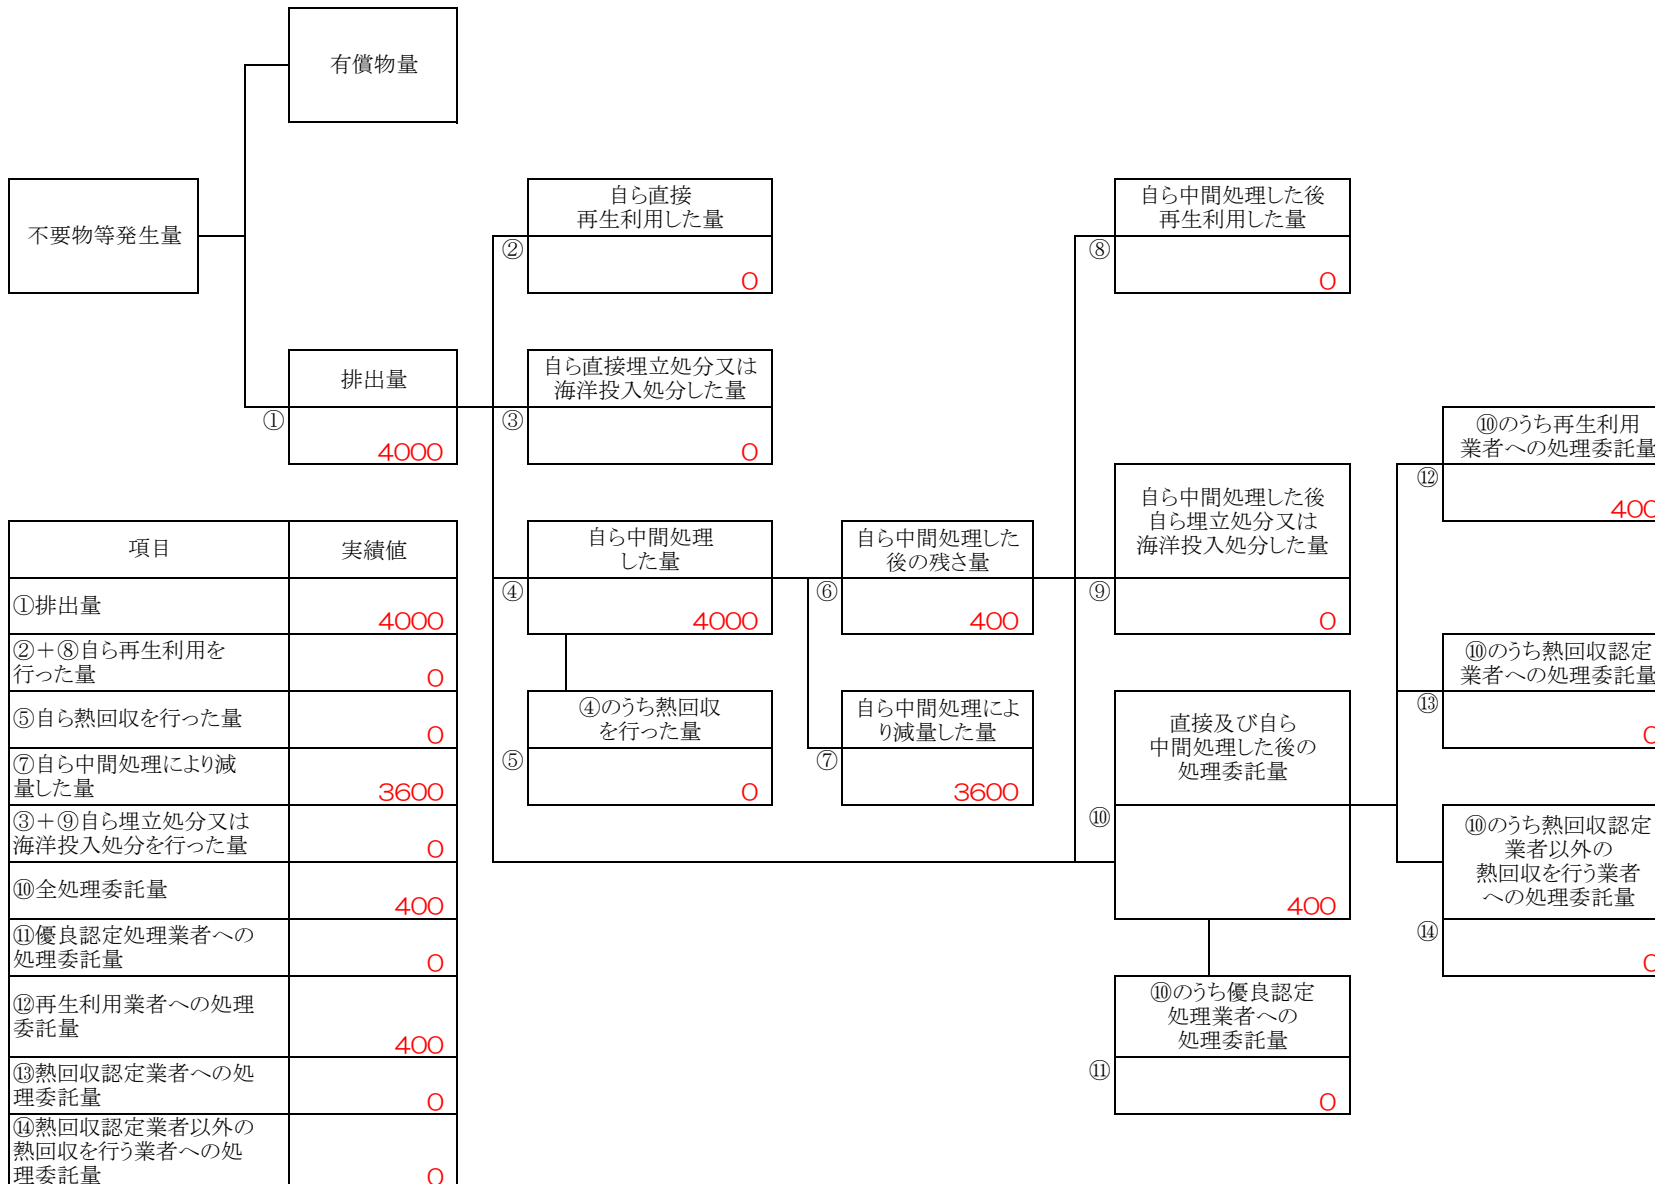 有償物量
不要物等発生量
自ら直接
再生利用した量
②
0
自ら中間処理した後
再生利用した量
⑧
0
排出量
①
4000
自ら直接埋立処分又は
海洋投入処分した量
③
0
⑩のうち再生利用
業者への処理委託量
⑫
400
自ら中間処理
した量
④
4000
自ら中間処理した
後の残さ量
⑥
400
自ら中間処理した後
自ら埋立処分又は
海洋投入処分した量
⑨
0
⑩のうち熱回収認定
業者への処理委託量
⑬
0
④のうち熱回収
を行った量
⑤
0
自ら中間処理によ
り減量した量
⑦
3600
直接及び自ら
中間処理した後の
処理委託量
⑩
400
⑩のうち熱回収認定
業者以外の
熱回収を行う業者
への処理委託量
⑭
0
⑩のうち優良認定
処理業者への
処理委託量
⑪
0
項目 実績値
①排出量
4000
②+⑧自ら再生利用を
行った量
0
⑤自ら熱回収を行った量
0
⑦自ら中間処理により減
量した量
3600
③+⑨自ら埋立処分又は
海洋投入処分を行った量
0
⑩全処理委託量
400
⑪優良認定処理業者への
処理委託量
0
⑫再生利用業者への処理
委託量
400
⑬熱回収認定業者への処
理委託量
0
⑭熱回収認定業者以外の
熱回収を行う業者への処
理委託量
0